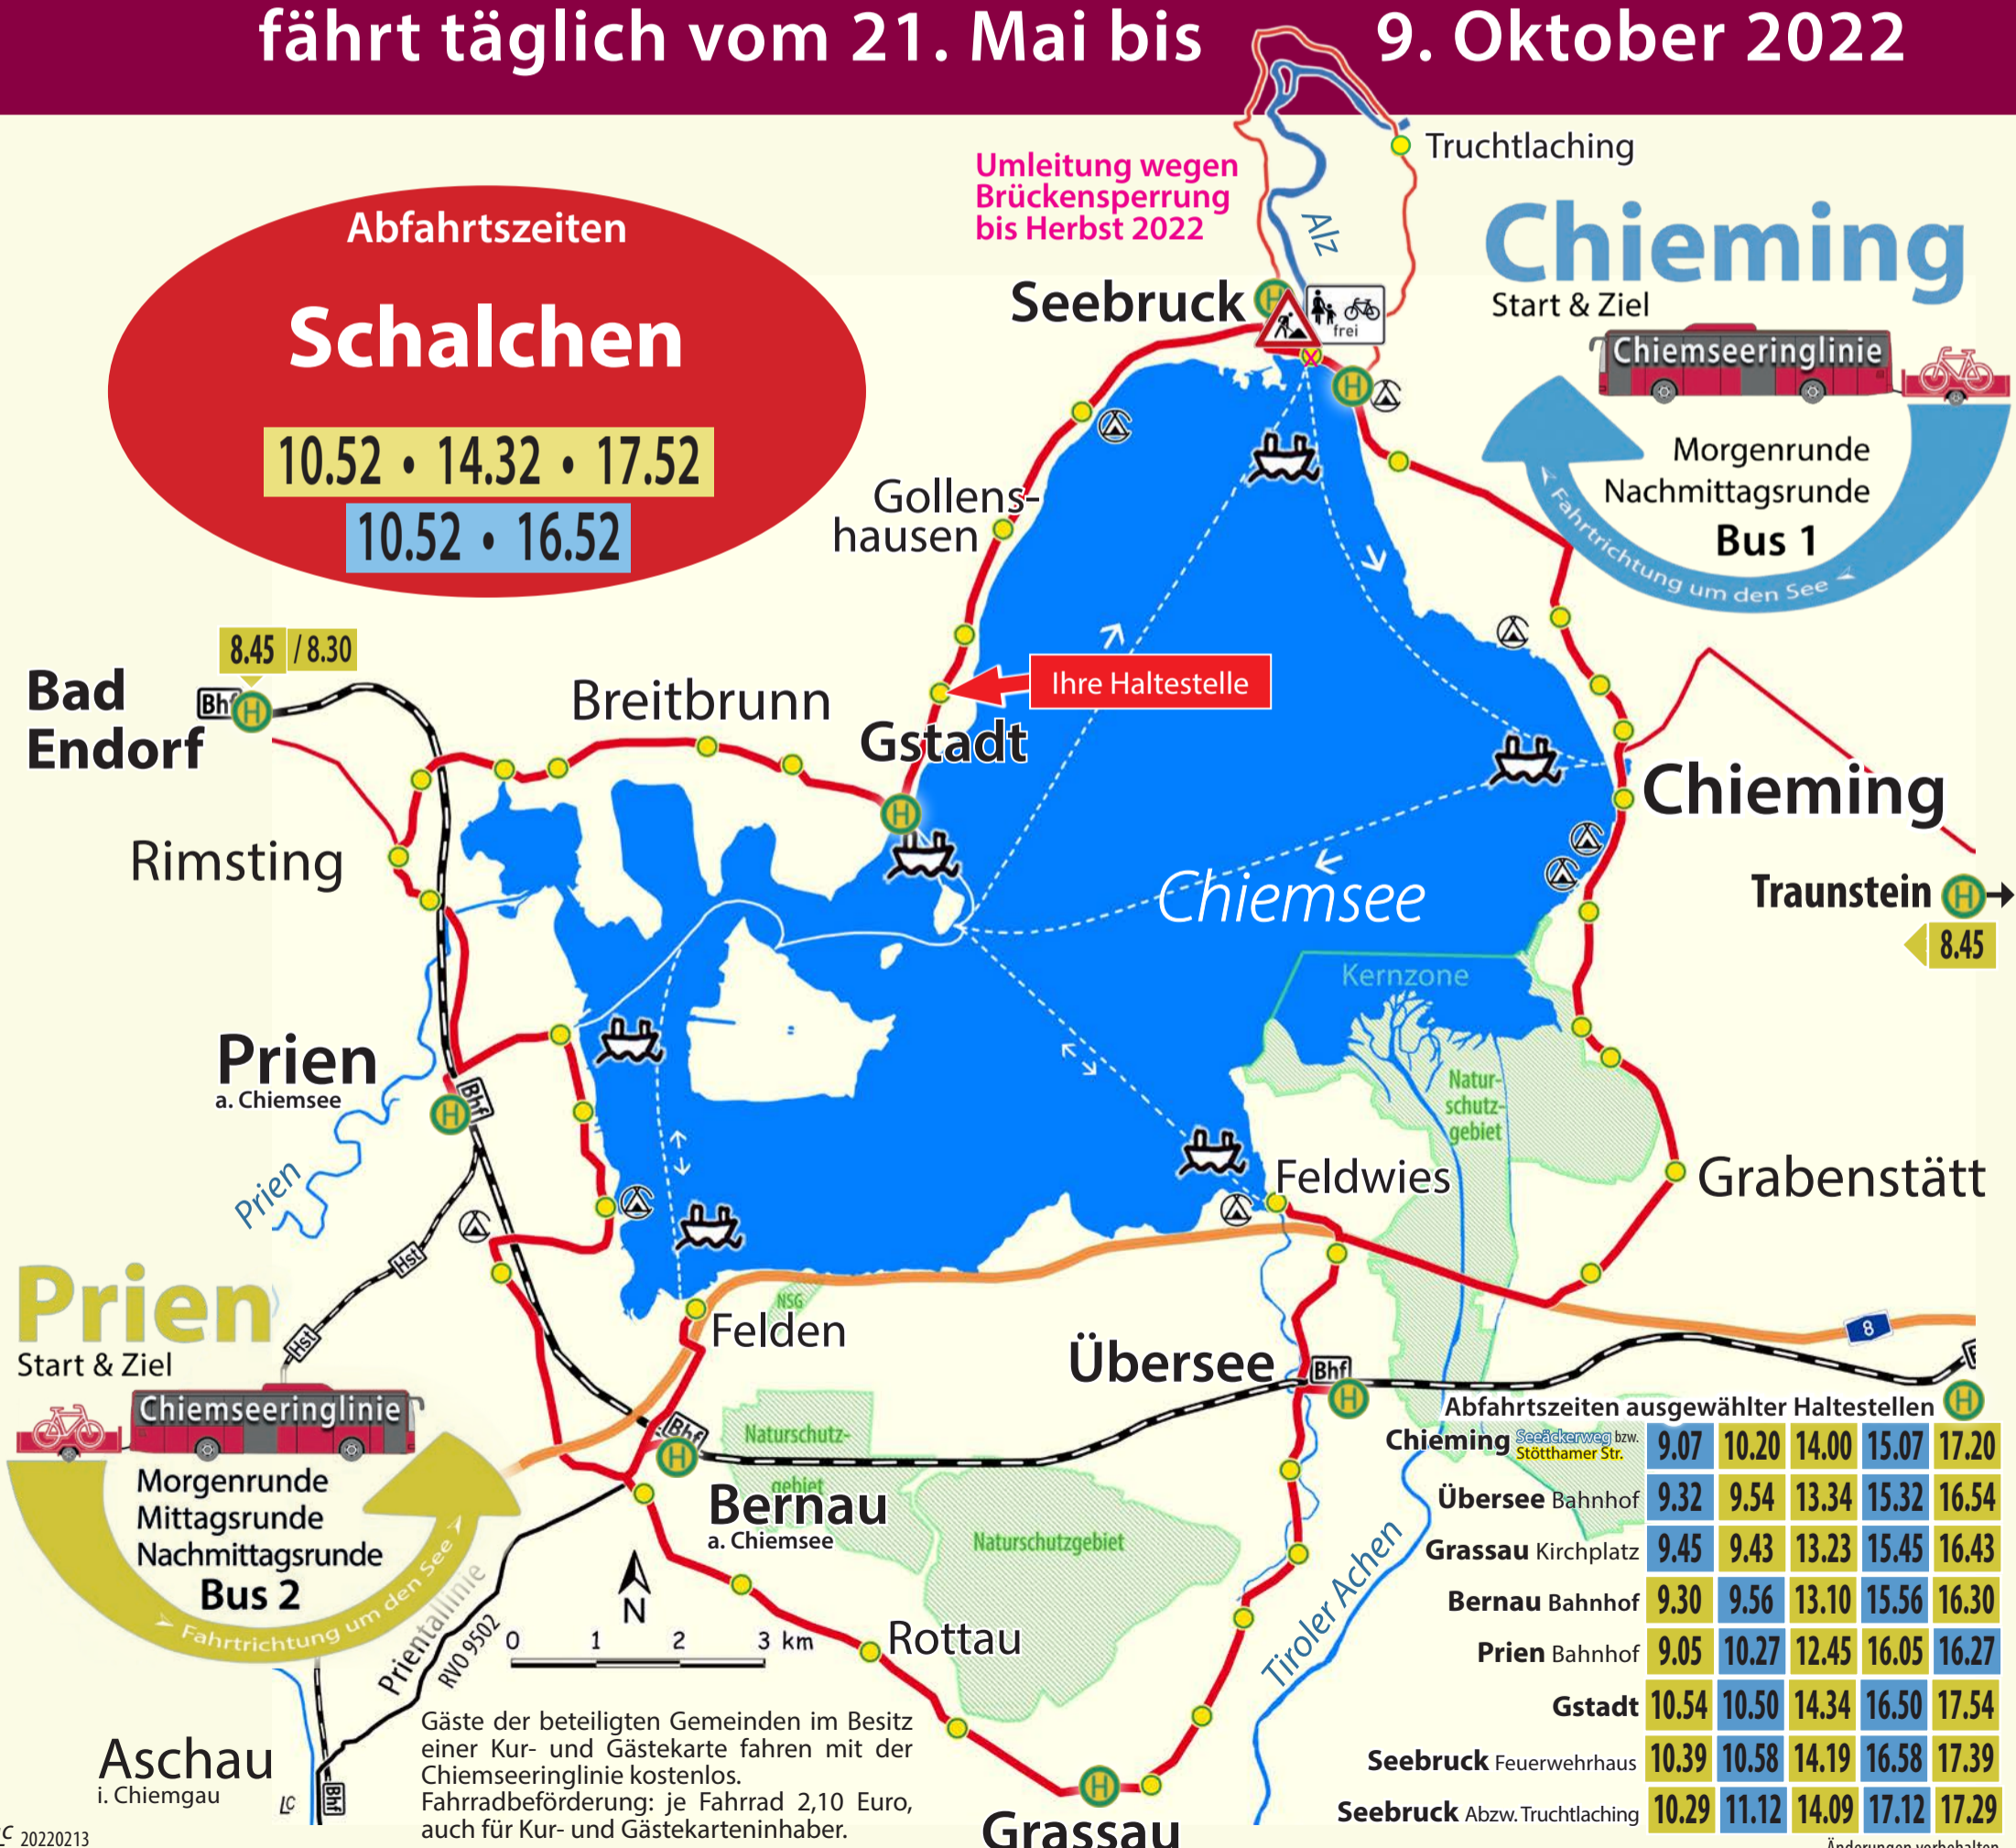 fährt täglich vom 21. Mai bis 9. Oktober 2022
Truchtlaching
Umleitung wegen
Brückensperrung
bis Herbst 2022
Alz
Abfahrtszeiten
Schalchen
10.52 • 14.32 • 17.52
10.52 • 16.52
Chieming
Start & Ziel
Chiemseeringlinie
Morgenrunde
Nachmittagsrunde
Bus 1
Fahrtrichtung um den See
Seebruck
H
frei
H
Gollens-
hausen
8.45 / 8.30
Bad
Endorf
Bhf
H
Breitbrunn
Ihre Haltestelle
Gstadt
H
Rimsting
Chieming
Chiemsee
Traunstein H
8.45
Kernzone
Prien
a. Chiemsee
Bhf
H
Natur-
schutz-
gebiet
Prien
Feldwies
Grabenstätt
Hst
Hst
Prien
Start & Ziel
Chiemseeringlinie
Morgenrunde
Mittagsrunde
Nachmittagsrunde
Bus 2
Fahrtrichtung um den See
NSG
Felden
Übersee
Bhf
H
8
H
Bhf
H
Naturschutz-
gebiet
Bernau
a. Chiemsee
Naturschutzgebiet
N
0 1 2 3 km
Prientallinie
RVO 9502
Rottau
Tiroler Achen
Aschau
i. Chiemgau
Bhf
LC
LC 20220213
Gäste der beteiligten Gemeinden im Besitz
einer Kur- und Gästekarte fahren mit der
Chiemseeringlinie kostenlos.
Fahrradbeförderung: je Fahrrad 2,10 Euro,
auch für Kur- und Gästekarteninhaber.
H
Grassau
Abfahrtszeiten ausgewählter Haltestellen
Chieming Seeäckerweg bzw. Stötthamer Str. 9.07 10.20 14.00 15.07 17.20
Übersee Bahnhof 9.32 9.54 13.34 15.32 16.54
Grassau Kirchplatz 9.45 9.43 13.23 15.45 16.43
Bernau Bahnhof 9.30 9.56 13.10 15.56 16.30
Prien Bahnhof 9.05 10.27 12.45 16.05 16.27
Gstadt 10.54 10.50 14.34 16.50 17.54
Seebruck Feuerwehrhaus 10.39 10.58 14.19 16.58 17.39
Seebruck Abzw. Truchtlaching 10.29 11.12 14.09 17.12 17.29
Änderungen vorbehalten